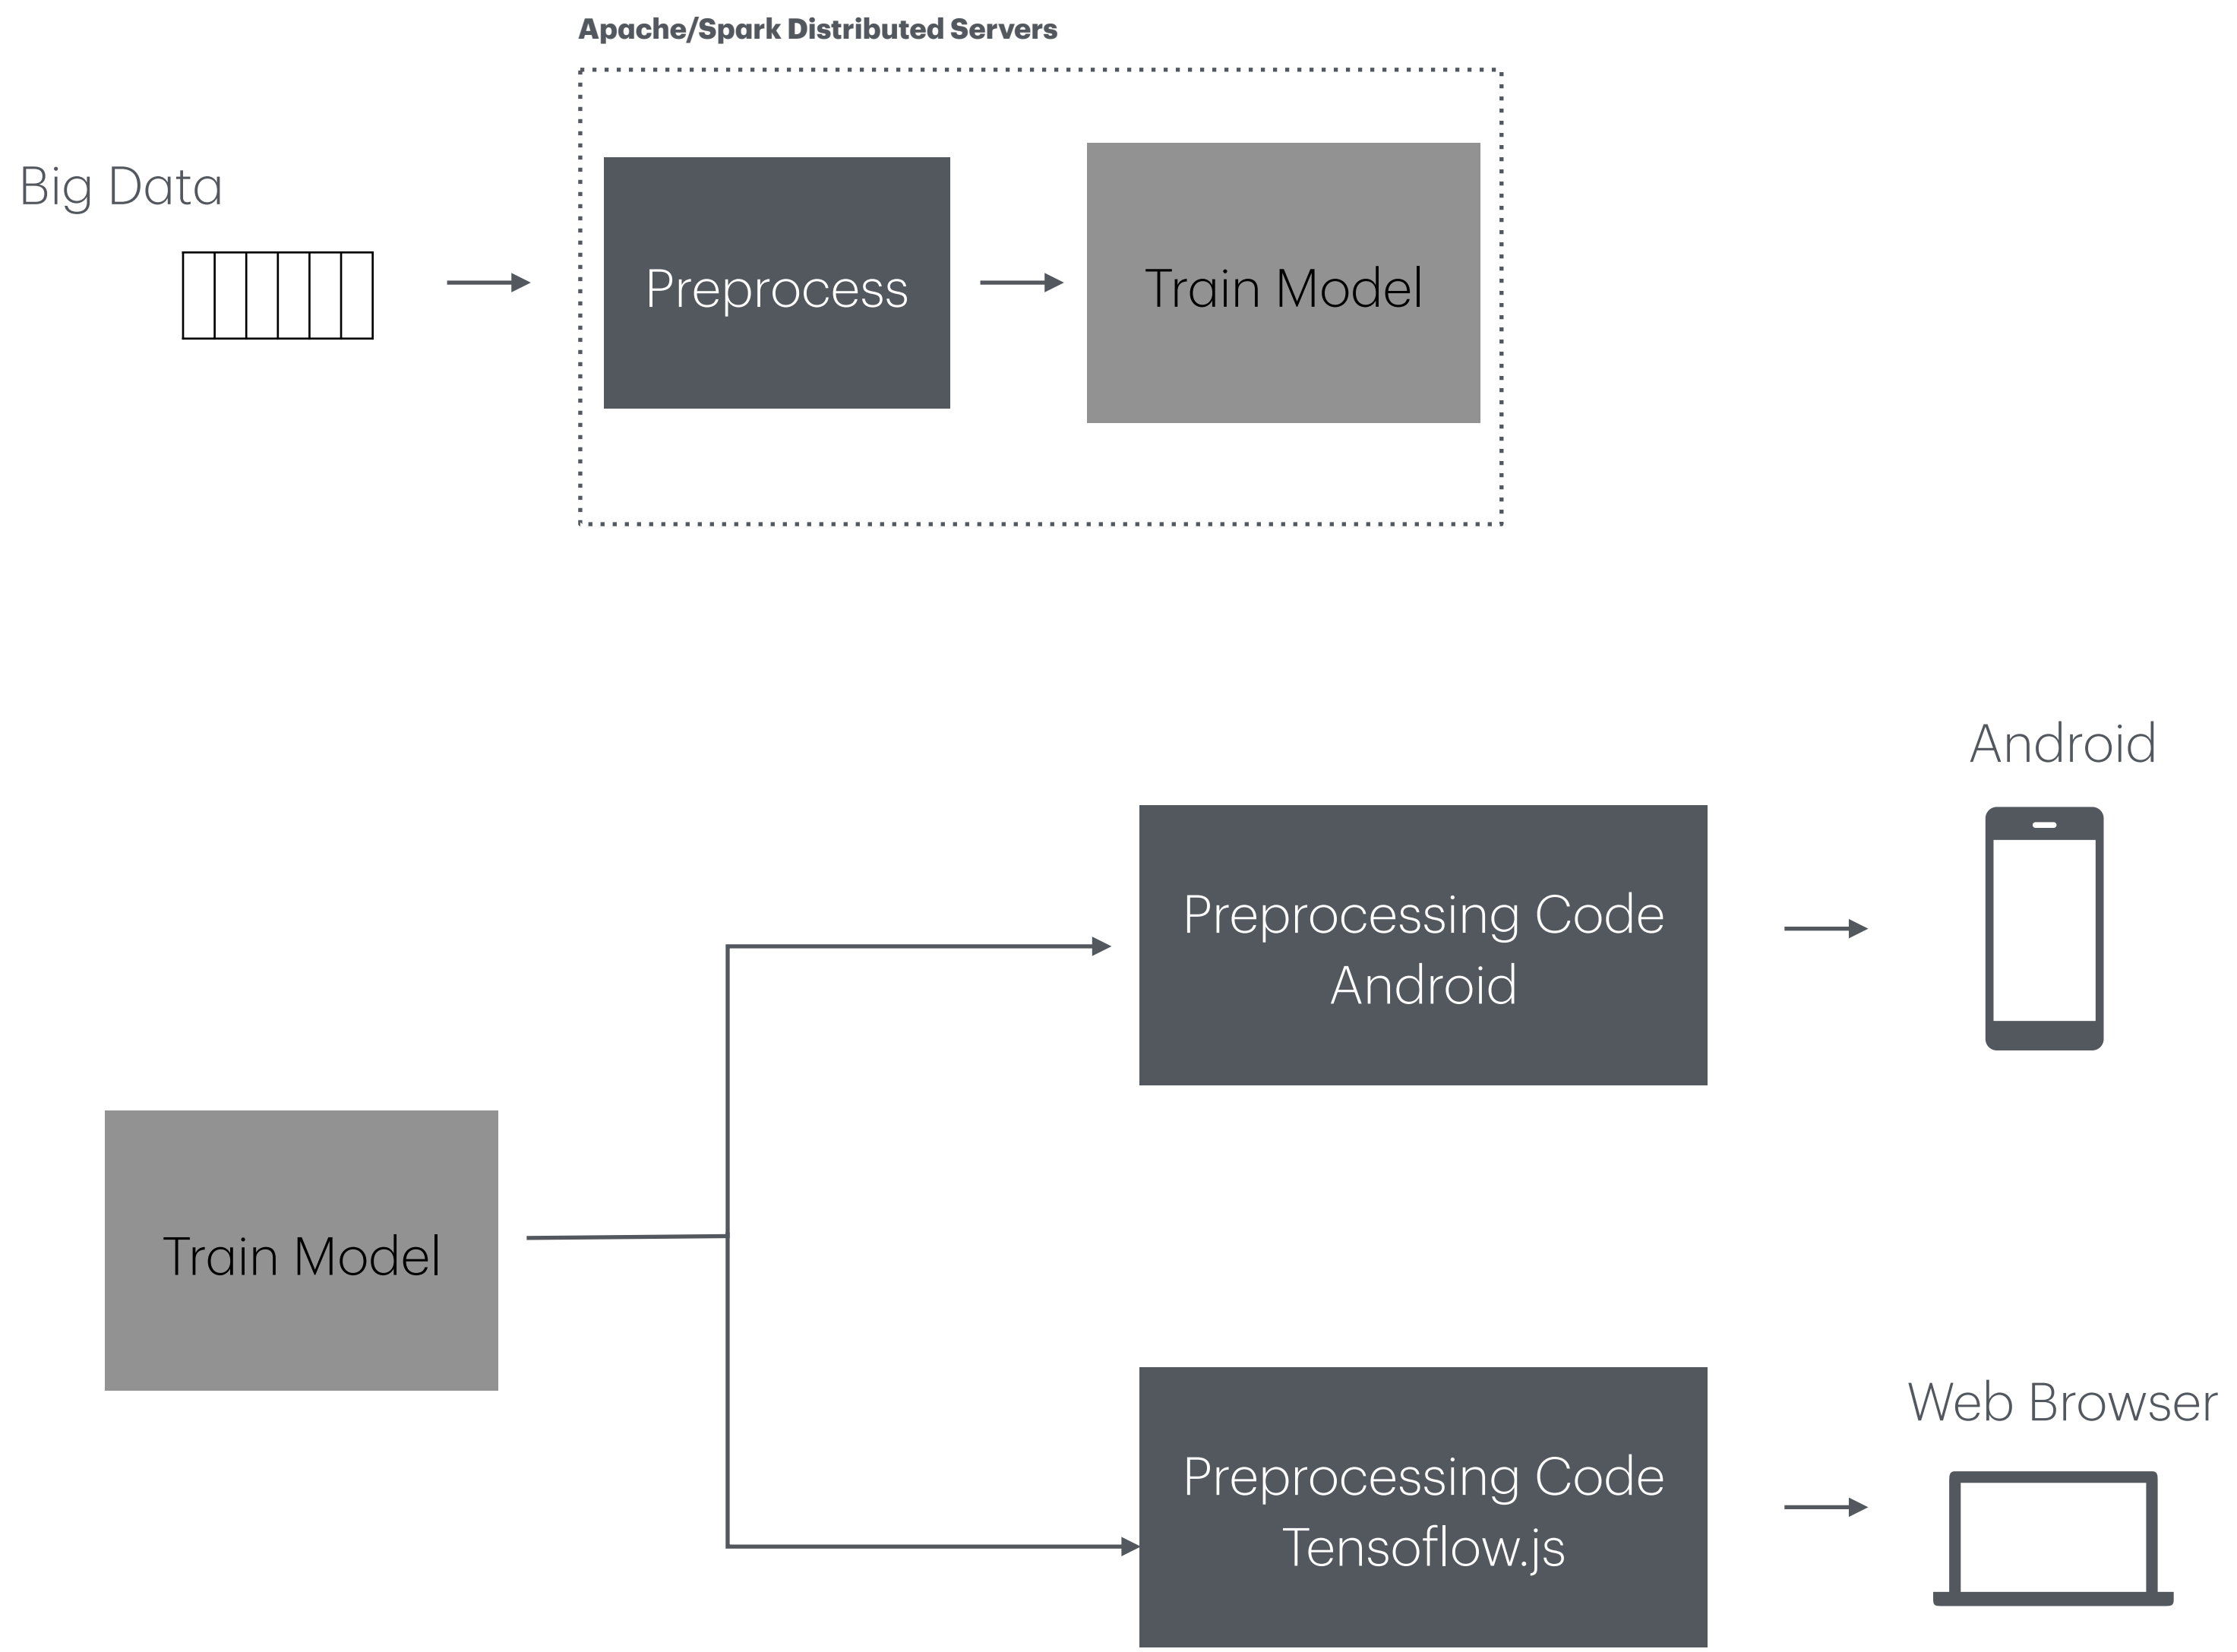 Apache/Spark Distributed Servers
Big Data
Preprocess
Train Model
Android
Preprocessing Code
Android
Train Model
Web Browser
Preprocessing Code
Tensoflow.js